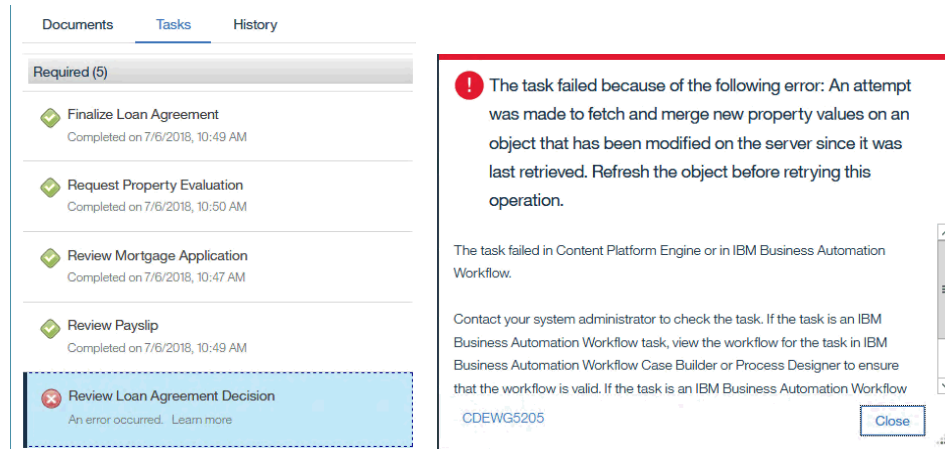 Documents Tasks History
Required (5)
Finalize Loan Agreement
Completed on 7/6/2018, 10:49 AM
Request Property Evaluation
Completed on 7/6/2018, 10:50 AM
Review Mortgage Application
Completed on 7/6/2018, 10:47 AM
Review Payslip
Completed on 7/6/2018, 10:49 AM
Review Loan Agreement Decision
An error occurred. Learn more
The task failed because of the following error: An attempt
was made to fetch and merge new property values on an
object that has been modified on the server since it was
last retrieved. Refresh the object before retrying this
operation.
The task failed in Content Platform Engine or in IBM Business Automation
Workflow.
Contact your system administrator to check the task. If the task is an IBM
Business Automation Workflow task, view the workflow for the task in IBM
Business Automation Workflow Case Builder or Process Designer to ensure
that the workflow is valid. If the task is an IBM Business Automation Workflow
CDEWG5205
Close